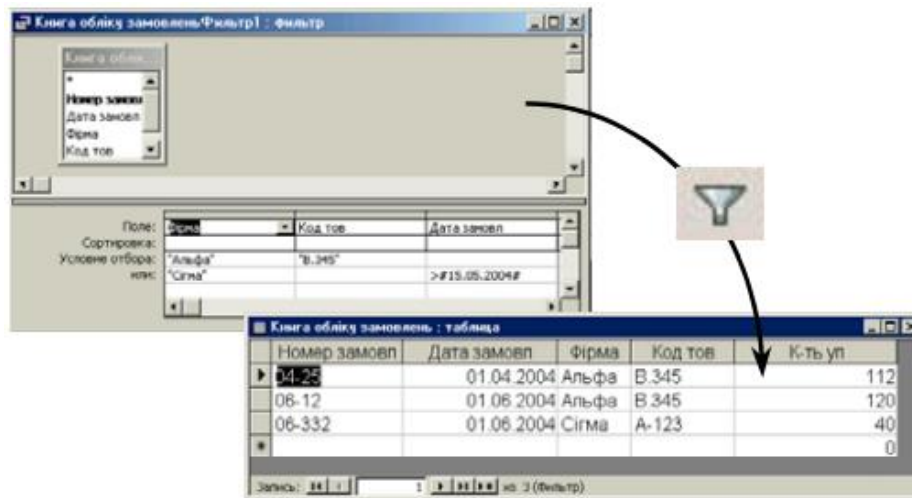 Книга обліку замовленьФильтр1 : фильтр
Книга облік...
*
Номер замовл
Дата замовл
Фірма
Код тов
Поле: Фірма Код тов Дата замовл
Сортировка:
Условие отбора: "Альфа" "В.345"
или: "Сігма" >#15.05.2004#
Книга обліку замовлень : таблица
Номер замовл Дата замовл Фірма Код тов К-ть уп
04-25 01.04.2004 Альфа В.345 112
06-12 01.06.2004 Альфа В.345 120
06-332 01.06.2004 Сігма А-123 40
* 0
Запись: 1 из 3 (Фильтр)